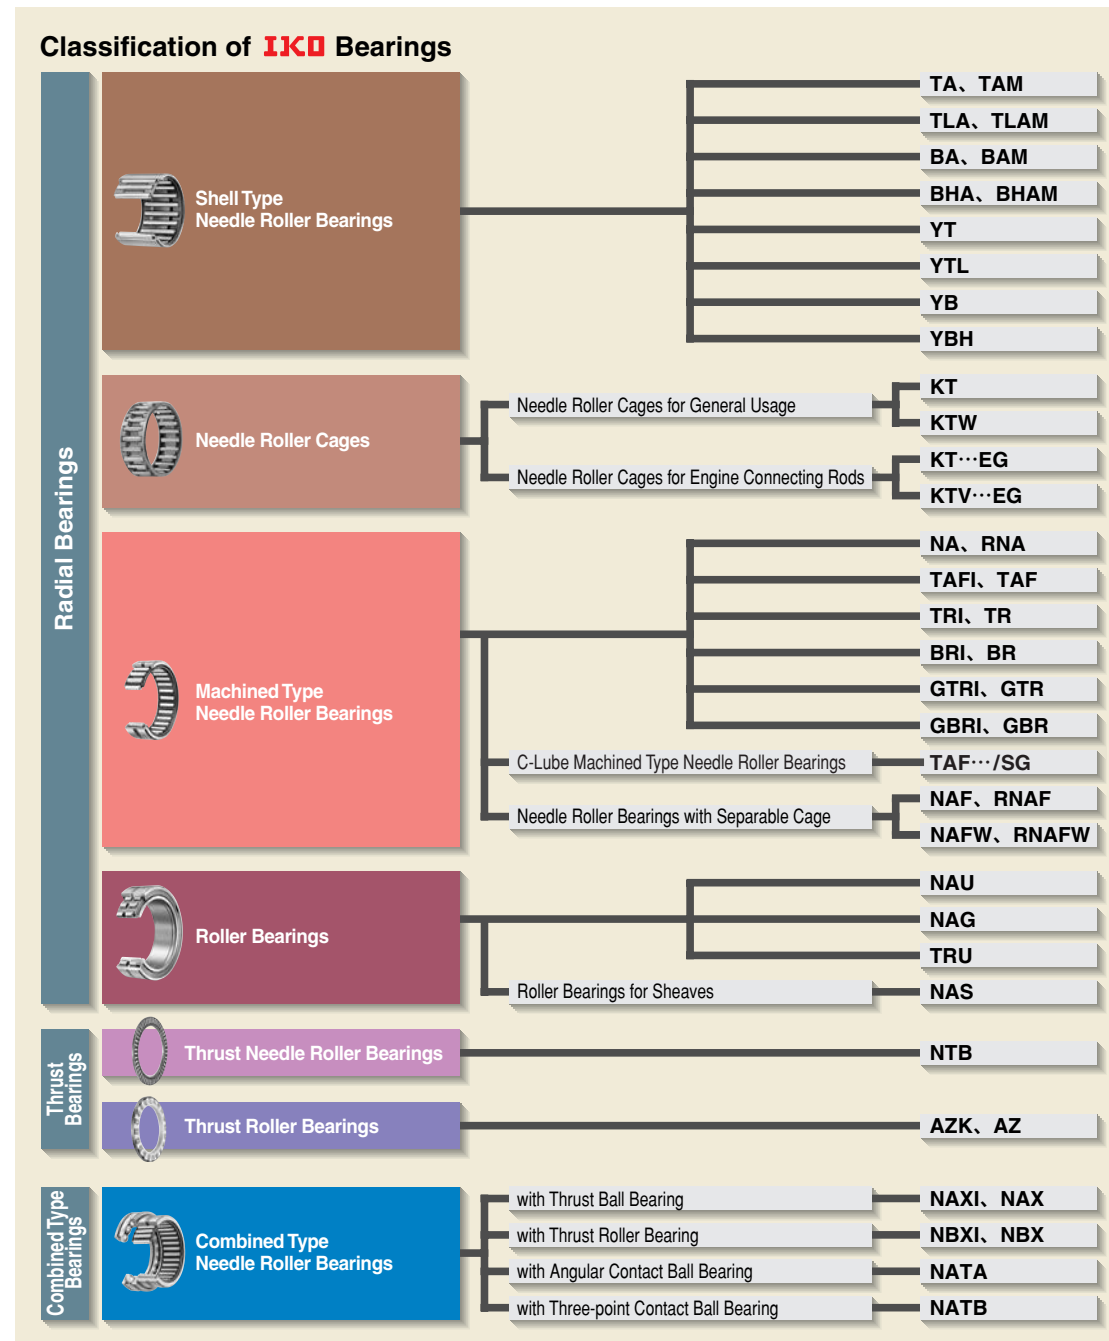 Classification of IKO Bearings
Radial Bearings
Shell Type
Needle Roller Bearings
TA、TAM
TLA、TLAM
BA、BAM
BHA、BHAM
YT
YTL
YB
YBH
Needle Roller Cages
Needle Roller Cages for General Usage
KT
KTW
Needle Roller Cages for Engine Connecting Rods
KT···EG
KTV···EG
Machined Type
Needle Roller Bearings
NA、RNA
TAFI、TAF
TRI、TR
BRI、BR
GTRI、GTR
GBRI、GBR
C-Lube Machined Type Needle Roller Bearings
TAF···/SG
Needle Roller Bearings with Separable Cage
NAF、RNAF
NAFW、RNAFW
Roller Bearings
NAU
NAG
TRU
Roller Bearings for Sheaves
NAS
Thrust
Bearings
Thrust Needle Roller Bearings
NTB
Thrust Roller Bearings
AZK、AZ
Combined Type
Bearings
Combined Type
Needle Roller Bearings
with Thrust Ball Bearing
NAXI、NAX
with Thrust Roller Bearing
NBXI、NBX
with Angular Contact Ball Bearing
NATA
with Three-point Contact Ball Bearing
NATB